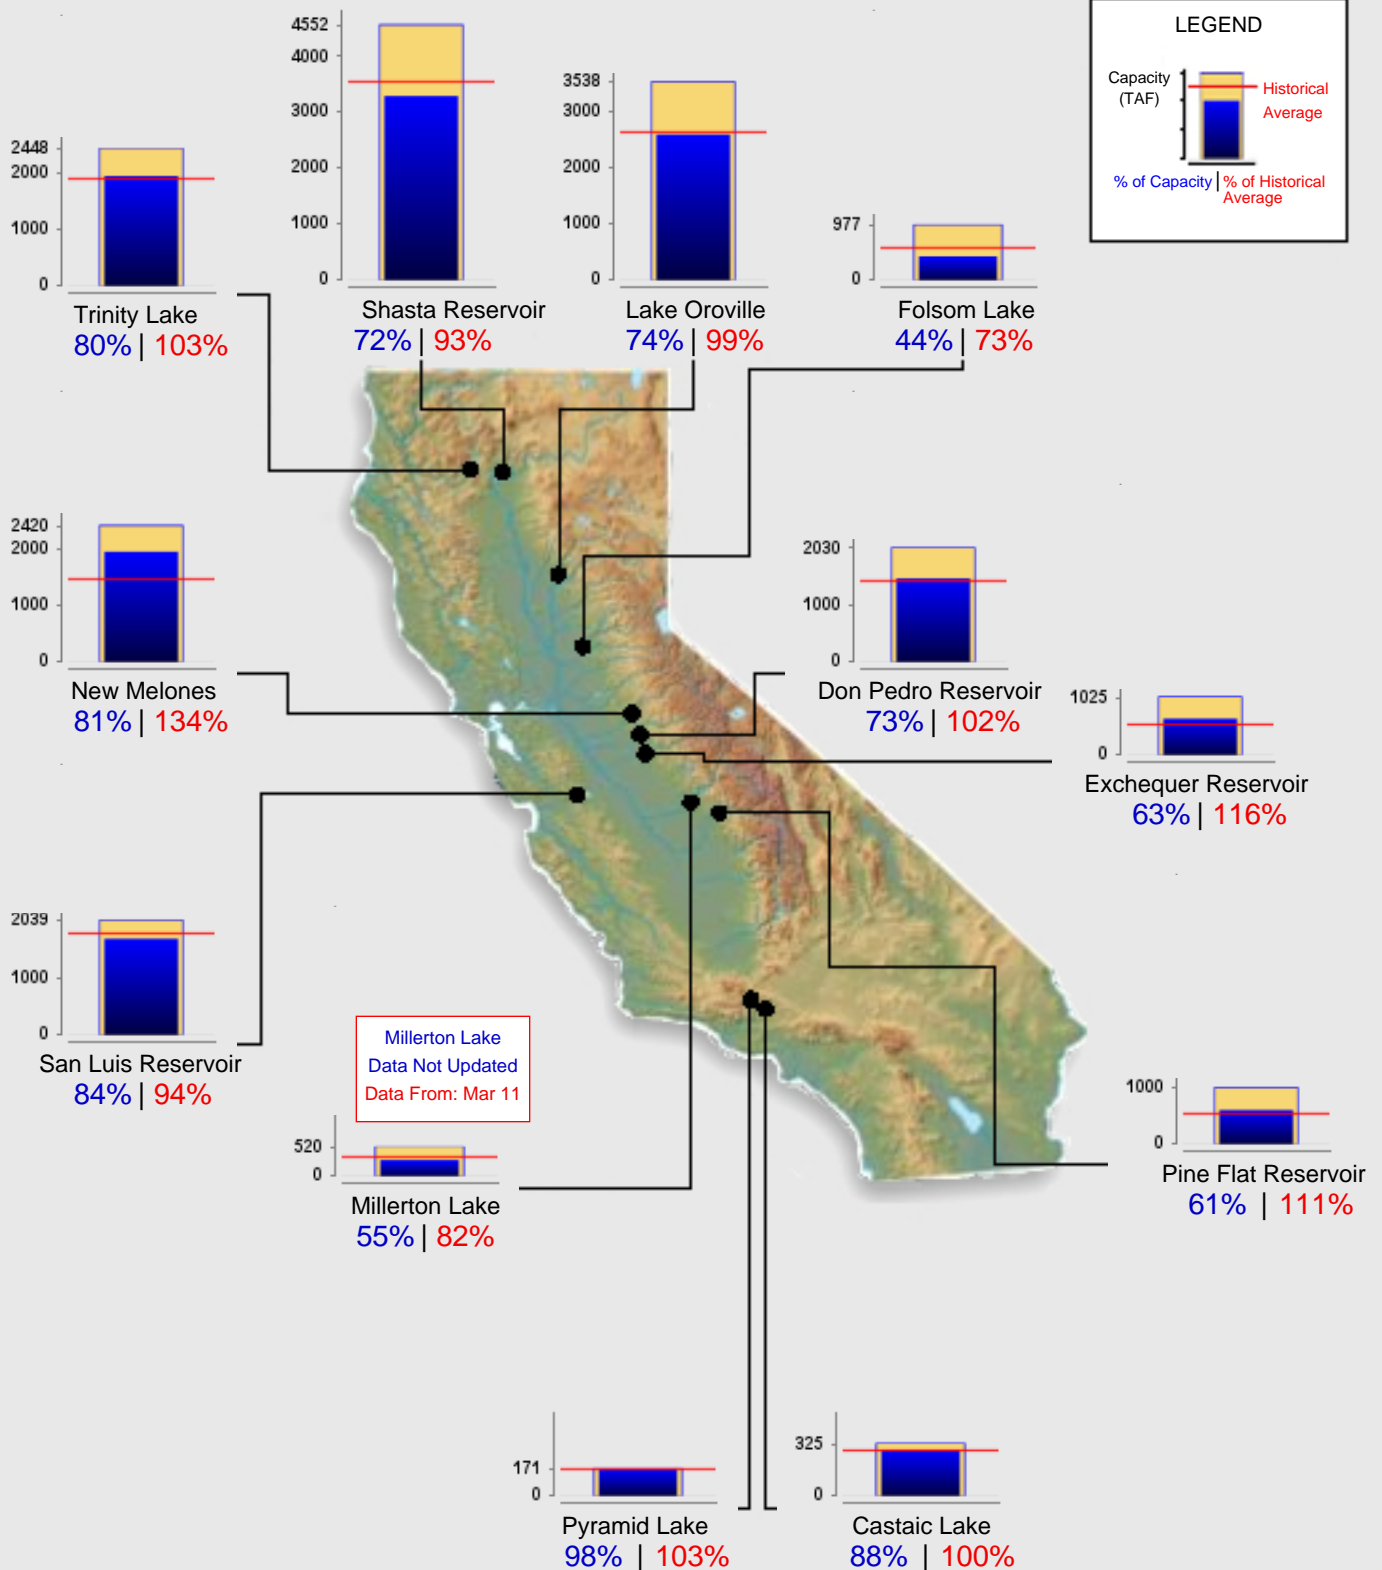 LEGEND
Capacity
(TAF)
Historical
Average
% of Capacity | % of Historical
Average
4552
4000
3000
2000
1000
0
Shasta Reservoir
72% | 93%
3538
3000
2000
1000
0
Lake Oroville
74% | 99%
2448
2000
1000
0
Trinity Lake
80% | 103%
977
0
Folsom Lake
44% | 73%
2420
2000
1000
0
New Melones
81% | 134%
2030
1000
0
Don Pedro Reservoir
73% | 102%
1025
0
Exchequer Reservoir
63% | 116%
2039
1000
0
San Luis Reservoir
84% | 94%
Millerton Lake
Data Not Updated
Data From: Mar 11
520
0
Millerton Lake
55% | 82%
1000
0
Pine Flat Reservoir
61% | 111%
171
0
Pyramid Lake
98% | 103%
325
0
Castaic Lake
88% | 100%